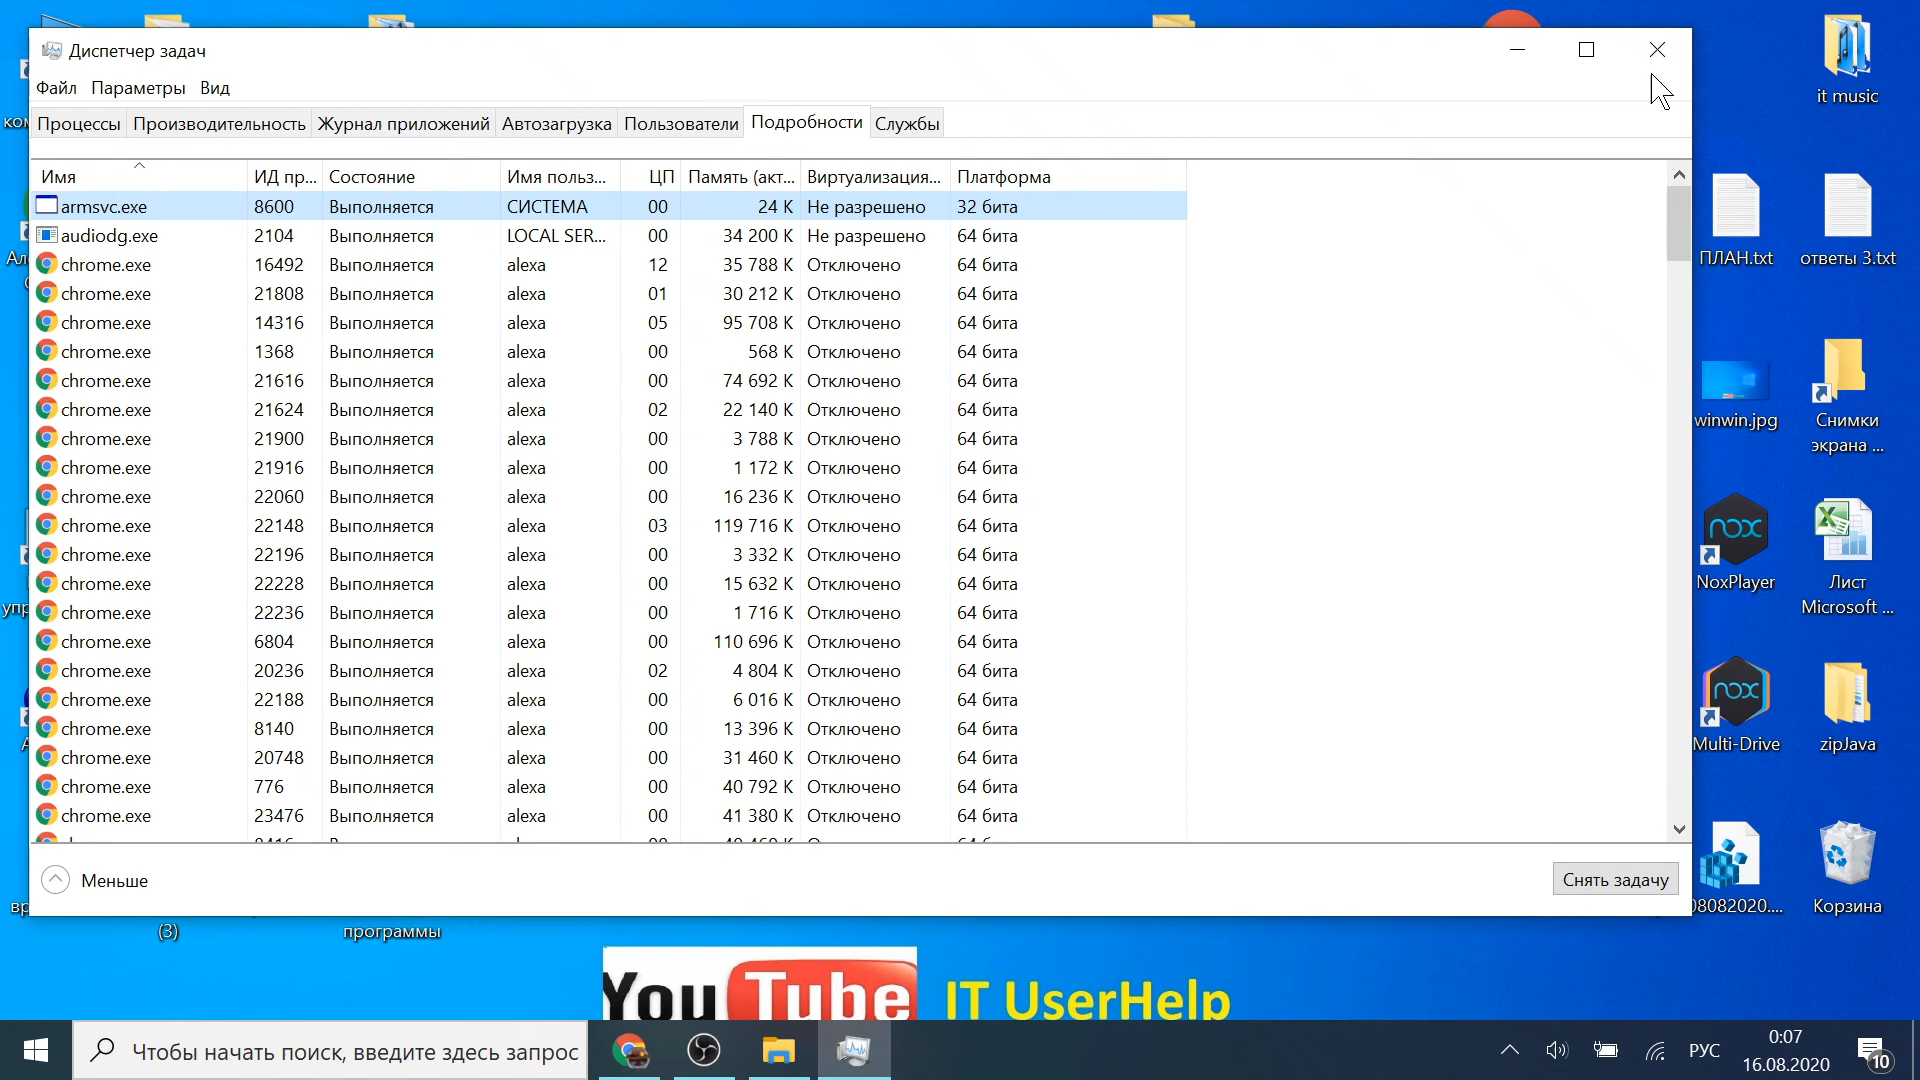 Диспетчер задач
Файл Параметры Вид
Процессы Производительность Журнал приложений Автозагрузка Пользователи Подробности Службы
Имя ИД пр... Состояние Имя польз... ЦП Память (акт... Виртуализация... Платформа
armsvc.exe 8600 Выполняется СИСТЕМА 00 24 K Не разрешено 32 бита
audiodg.exe 2104 Выполняется LOCAL SER... 00 34 200 K Не разрешено 64 бита
chrome.exe 16492 Выполняется alexa 12 35 788 K Отключено 64 бита
chrome.exe 21808 Выполняется alexa 01 30 212 K Отключено 64 бита
chrome.exe 14316 Выполняется alexa 05 95 708 K Отключено 64 бита
chrome.exe 1368 Выполняется alexa 00 568 K Отключено 64 бита
chrome.exe 21616 Выполняется alexa 00 74 692 K Отключено 64 бита
chrome.exe 21624 Выполняется alexa 02 22 140 K Отключено 64 бита
chrome.exe 21900 Выполняется alexa 00 3 788 K Отключено 64 бита
chrome.exe 21916 Выполняется alexa 00 1 172 K Отключено 64 бита
chrome.exe 22060 Выполняется alexa 00 16 236 K Отключено 64 бита
chrome.exe 22148 Выполняется alexa 03 119 716 K Отключено 64 бита
chrome.exe 22196 Выполняется alexa 00 3 332 K Отключено 64 бита
chrome.exe 22228 Выполняется alexa 00 15 632 K Отключено 64 бита
chrome.exe 22236 Выполняется alexa 00 1 716 K Отключено 64 бита
chrome.exe 6804 Выполняется alexa 00 110 696 K Отключено 64 бита
chrome.exe 20236 Выполняется alexa 02 4 804 K Отключено 64 бита
chrome.exe 22188 Выполняется alexa 00 6 016 K Отключено 64 бита
chrome.exe 8140 Выполняется alexa 00 13 396 K Отключено 64 бита
chrome.exe 20748 Выполняется alexa 00 31 460 K Отключено 64 бита
chrome.exe 776 Выполняется alexa 00 40 792 K Отключено 64 бита
chrome.exe 23476 Выполняется alexa 00 41 380 K Отключено 64 бита
Меньше
Снять задачу
it music
ПЛАН.txt
ответы 3.txt
winwin.jpg
Снимки
экрана ...
nox
NoxPlayer
Лист
Microsoft ...
nox
Multi-Drive
zipJava
08082020....
Корзина
(3)
программы
YouTube
IT UserHelp
Чтобы начать поиск, введите здесь запрос
РУС
0:07
16.08.2020
10